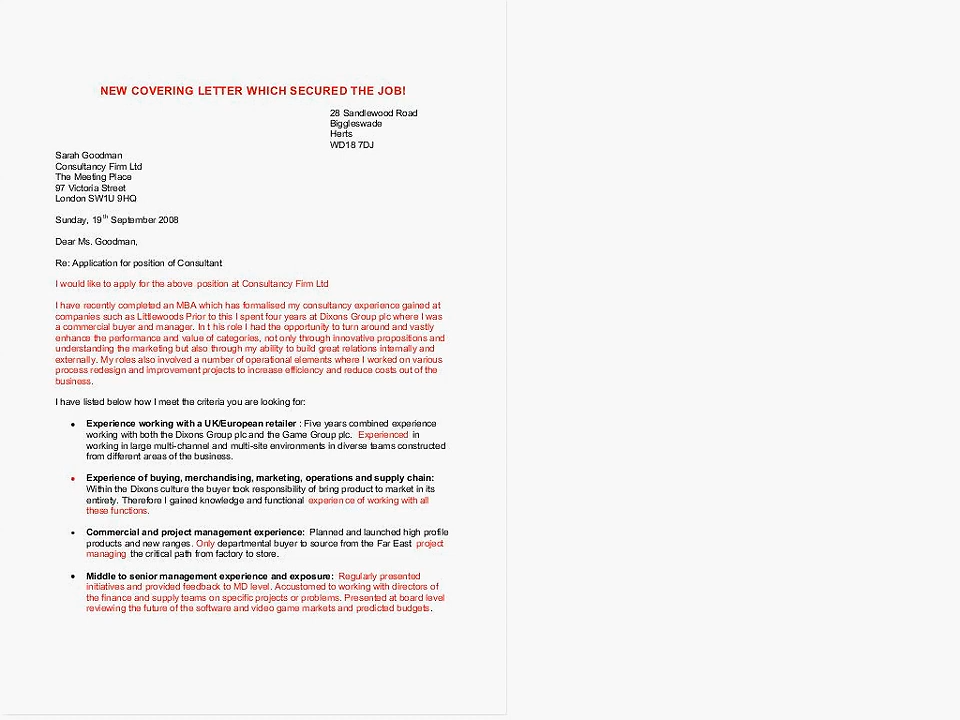 NEW COVERING LETTER WHICH SECURED THE JOB!
28 Sandlewood Road
Biggleswade
Herts
WD18 7DJ
Sarah Goodman
Consultancy Firm Ltd
The Meeting Place
97 Victoria Street
London SW1U 9HQ
Sunday, 19th September 2008
Dear Ms. Goodman,
Re: Application for position of Consultant
I would like to apply for the above position at Consultancy Firm Ltd
I have recently completed an MBA which has formalised my consultancy experience gained at
companies such as Littlewoods Prior to this I spent four years at Dixons Group plc where I was
a commercial buyer and manager. In t his role I had the opportunity to turn around and vastly
enhance the performance and value of categories, not only through innovative propositions and
understanding the marketing but also through my ability to build great relations internally and
externally. My roles also involved a number of operational elements where I worked on various
process redesign and improvement projects to increase efficiency and reduce costs out of the
business.
I have listed below how I meet the criteria you are looking for:
• Experience working with a UK/European retailer : Five years combined experience
working with both the Dixons Group plc and the Game Group plc. Experienced in
working in large multi-channel and multi-site environments in diverse teams constructed
from different areas of the business.
• Experience of buying, merchandising, marketing, operations and supply chain:
Within the Dixons culture the buyer took responsibility of bring product to market in its
entirety. Therefore I gained knowledge and functional experien ce of working with all
these functions.
• Commercial and project management experience: Planned and launched high profile
products and new ranges. Only departmental buyer to source from the Far East project
managing the critical path from factory to store.
• Middle to senior management experience and exposure: Regularly presented
initiatives and provided feedback to MD level. Accustomed to working with directors of
the finance and supply teams on specific projects or problems. Presented at board level
reviewing the future of the software and video game markets and predicted budgets.